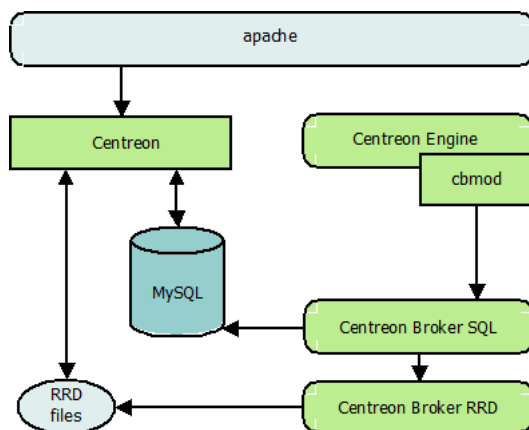 apache
Centreon
Centreon Engine
cbmod
MySQL
Centreon Broker SQL
RRD
files
Centreon Broker RRD